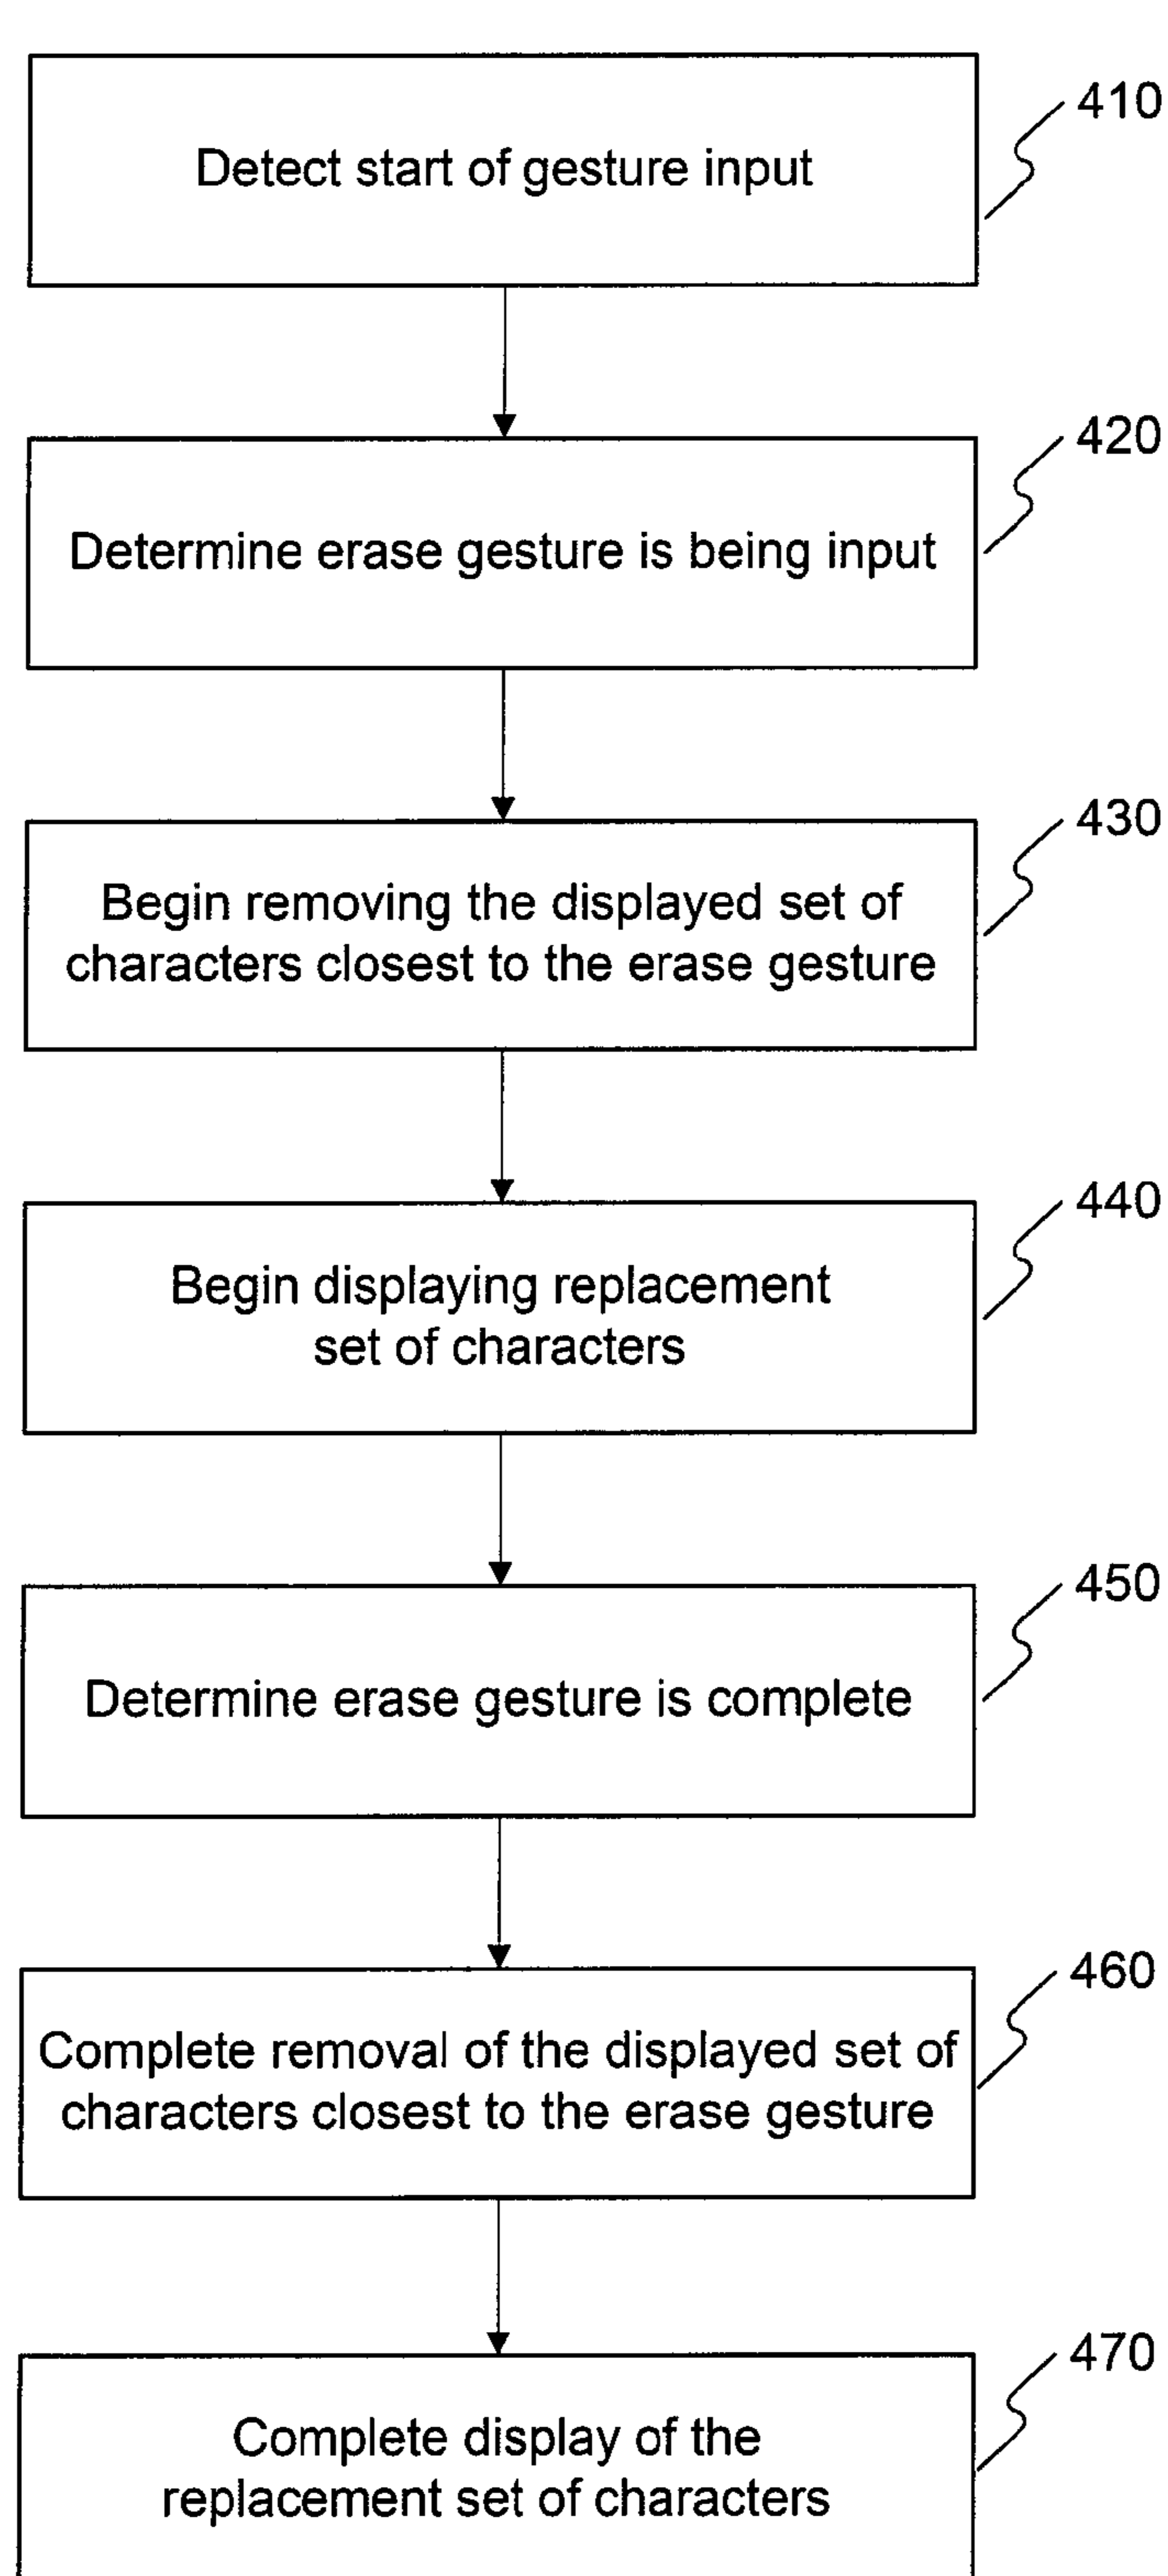 410
Detect start of gesture input
420
Determine erase gesture is being input
430
Begin removing the displayed set of
characters closest to the erase gesture
440
Begin displaying replacement
set of characters
450
Determine erase gesture is complete
460
Complete removal of the displayed set of
characters closest to the erase gesture
470
Complete display of the
replacement set of characters